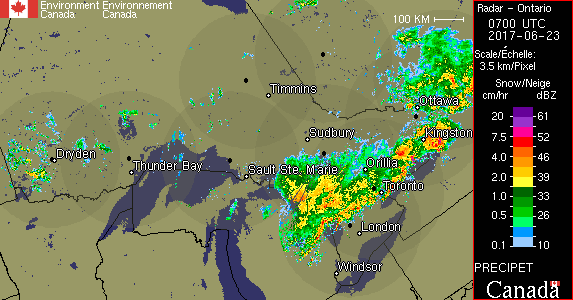 Environment Environnement
Canada Canada
100 KM
Radar - Ontario
0700 UTC
2017-06-23
Scale/Échelle:
3.5 km/Pixel
Snow/Neige
cm/hr dBZ
20 61
7.5 52
4.0 46
2.0 39
1.0 33
0.5 26
0.1 10
PRECIPET
Canada
Timmins
Ottawa
Sudbury
Kingston
Dryden
Thunder Bay
Sault Ste. Marie
Orillia
Toronto
London
Windsor